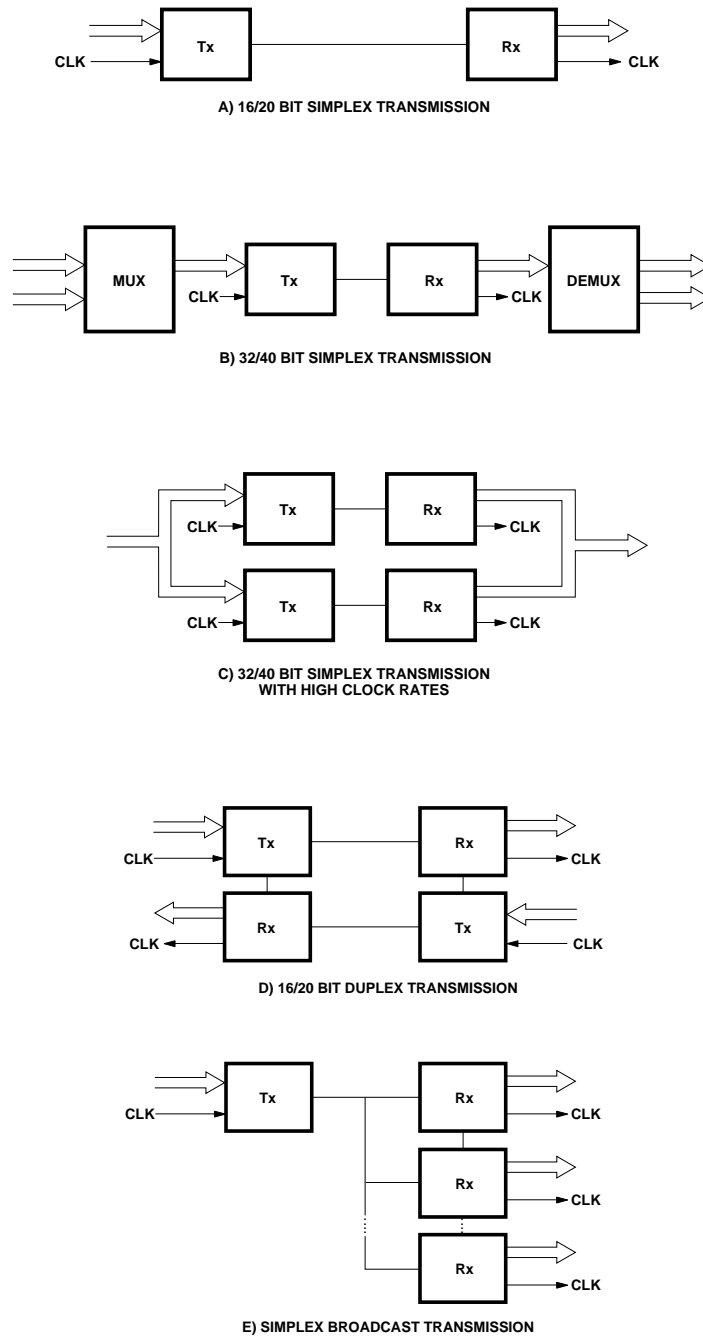 Tx
Rx
CLK
CLK
A) 16/20 BIT SIMPLEX TRANSMISSION
MUX
Tx
Rx
DEMUX
CLK
CLK
B) 32/40 BIT SIMPLEX TRANSMISSION
Tx
Rx
CLK
CLK
Tx
Rx
CLK
CLK
C) 32/40 BIT SIMPLEX TRANSMISSION
WITH HIGH CLOCK RATES
Tx
Rx
CLK
CLK
Rx
Tx
CLK
CLK
D) 16/20 BIT DUPLEX TRANSMISSION
Tx
Rx
CLK
CLK
Rx
CLK
Rx
CLK
E) SIMPLEX BROADCAST TRANSMISSION